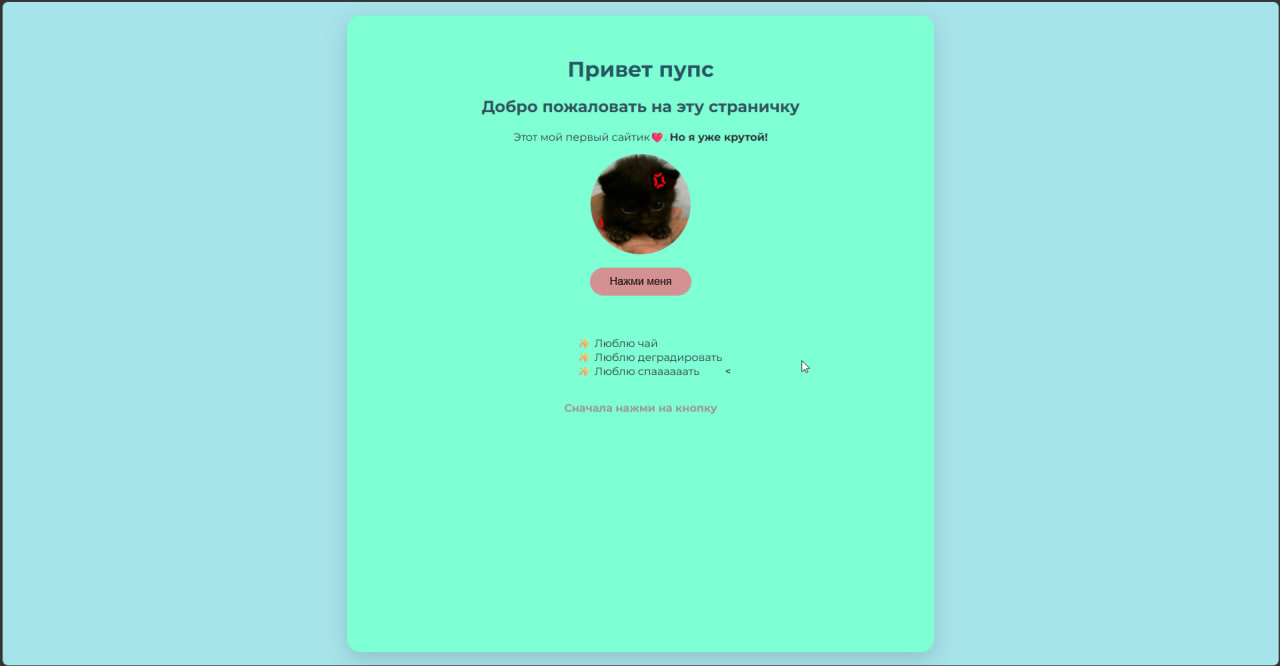 Привет пупс
Добро пожаловать на эту страничку
Этот мой первый сайтик💖. Но я уже крутой!
Нажми меня
✨ Люблю чай
✨ Люблю деградировать
✨ Люблю спаааааать <
Сначала нажми на кнопку